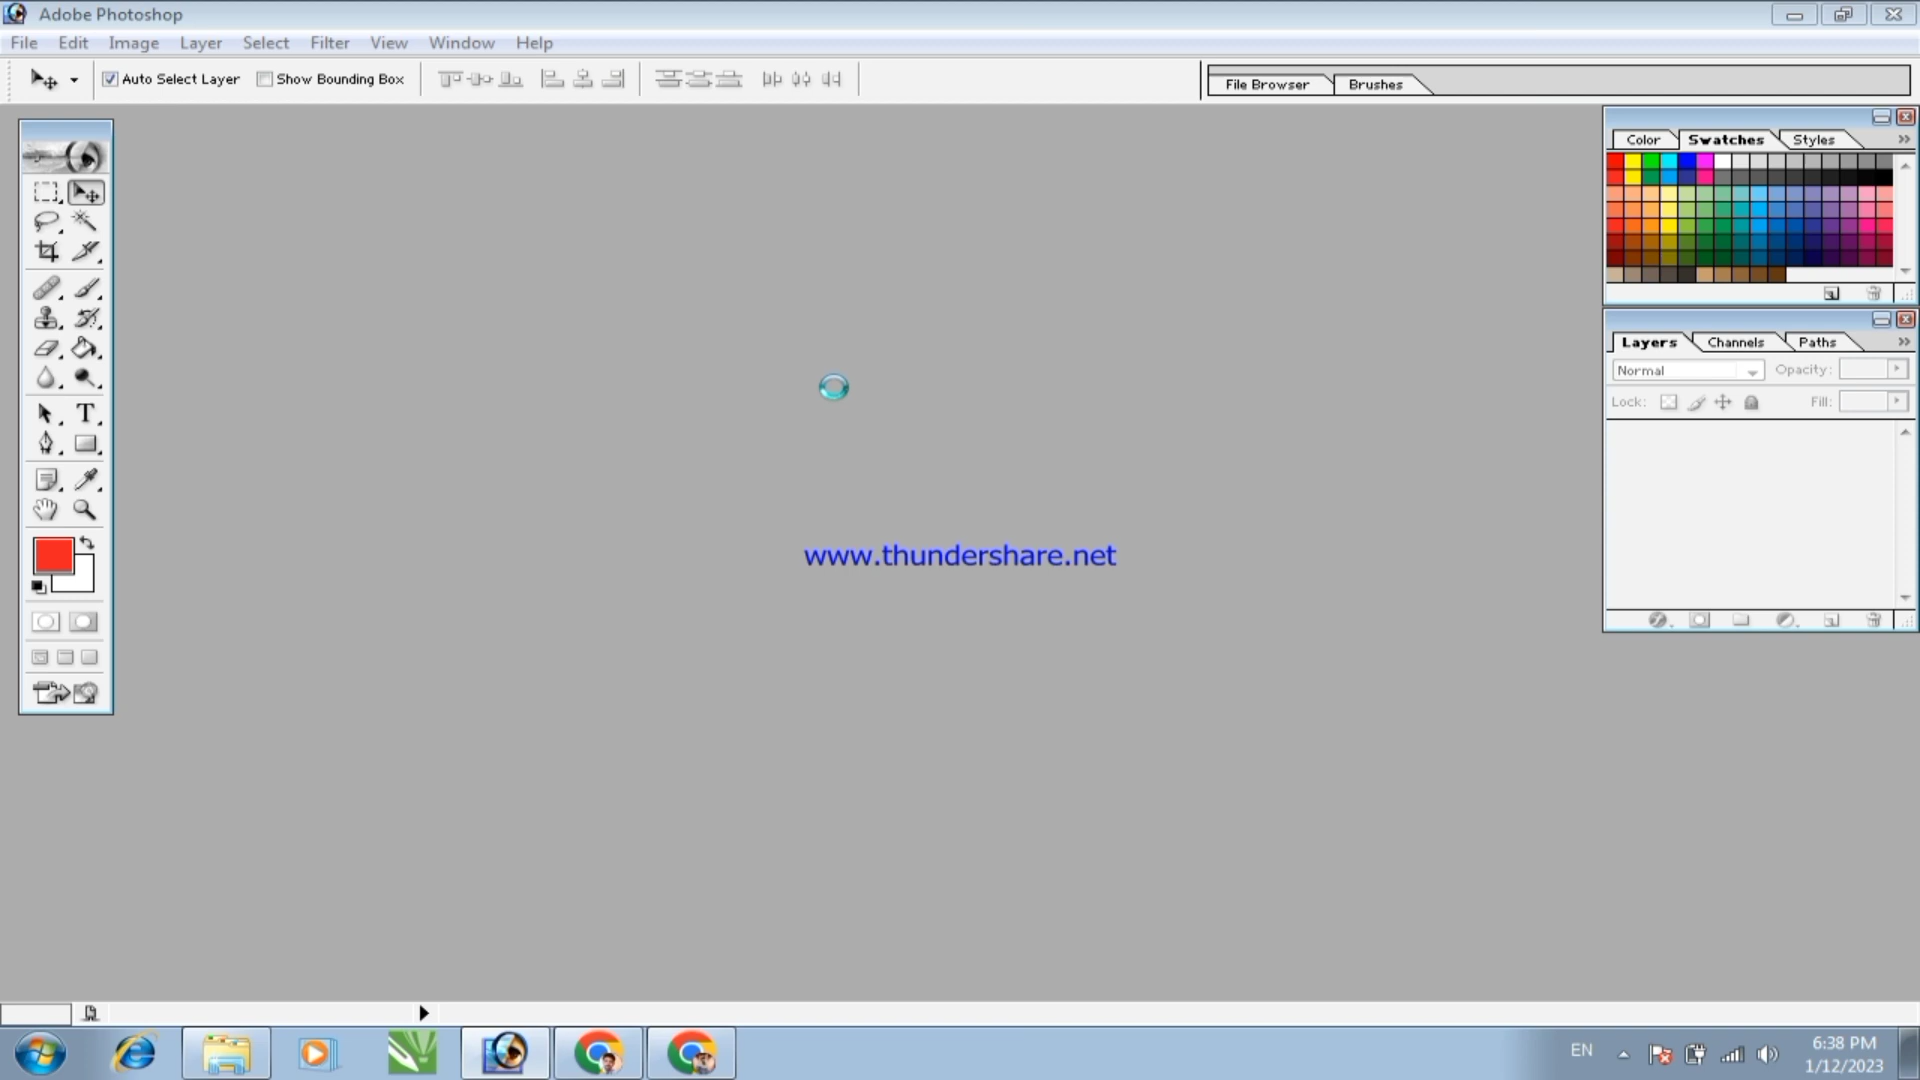 Adobe Photoshop
File Edit Image Layer Select Filter View Window Help
Auto Select Layer Show Bounding Box
File Browser Brushes
Color Swatches Styles
Layers Channels Paths
Normal Opacity:
Lock: Fill:
T
www.thundershare.net
EN
6:38 PM
1/12/2023